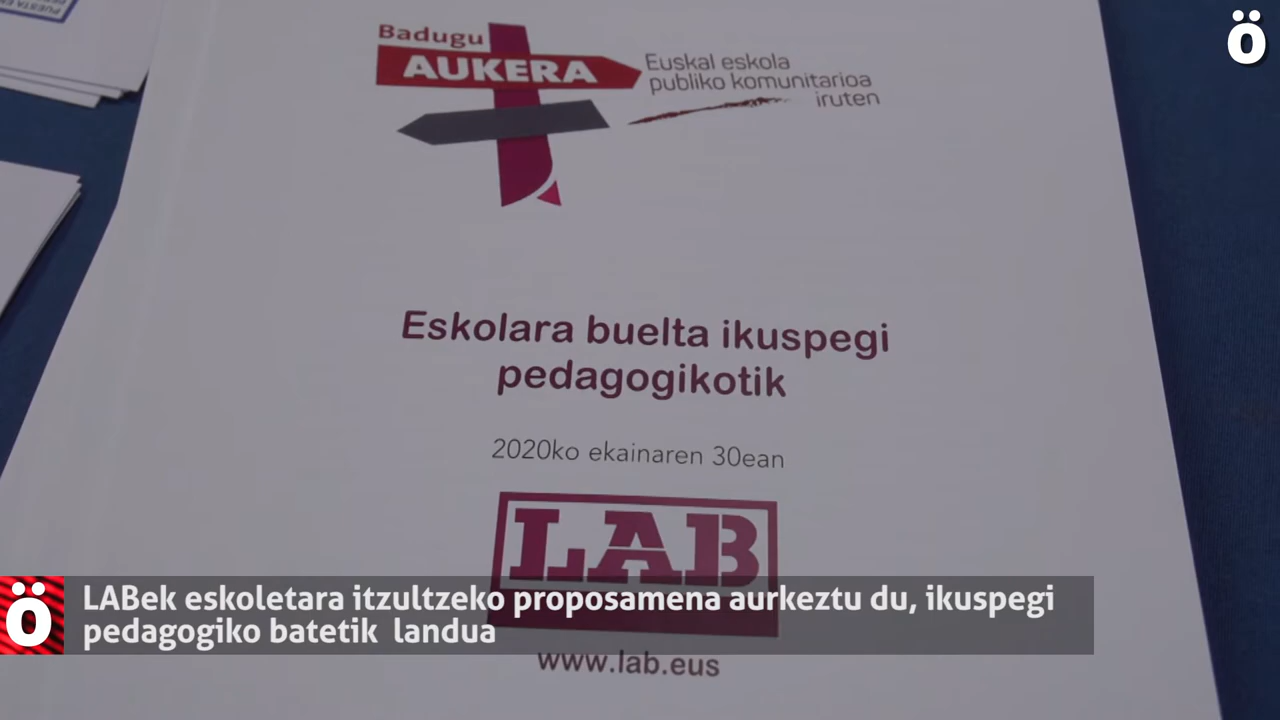 ö
Badugu
AUKERA
Euskal eskola
publiko komunitarioa
iruten
Eskolara buelta ikuspegi
pedagogikotik
2020ko ekainaren 30ean
LAB
ö
LABek eskoletara itzultzeko proposamena aurkeztu du, ikuspegi
pedagogiko batetik landua
www.lab.eus